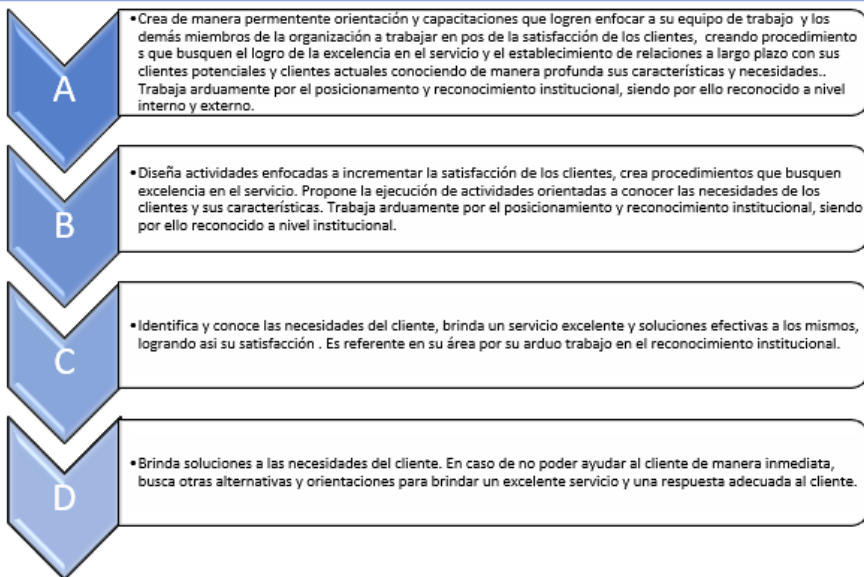 A
•Crea de manera permentente orientación y capacitaciones que logren enfocar a su equipo de trabajo y los
demás miembros de la organización a trabajar en pos de la satisfacción de los clientes, creando procedimiento
s que busquen el logro de la excelencia en el servicio y el establecimiento de relaciones a largo plazo con sus
clientes potenciales y clientes actuales conociendo de manera profunda sus características y necesidades..
Trabaja arduamente por el posicionamento y reconocimiento institucional, siendo por ello reconocido a nivel
interno y externo.
B
•Diseña actividades enfocadas a incrementar la satisfacción de los clientes, crea procedimientos que busquen
excelencia en el servicio. Propone la ejecución de actividades orientadas a conocer las necesidades de los
clientes y sus características. Trabaja arduamente por el posicionamiento y reconocimiento institucional, siendo
por ello reconocido a nivel institucional.
C
•Identifica y conoce las necesidades del cliente, brinda un servicio excelente y soluciones efectivas a los mismos,
logrando asi su satisfacción . Es referente en su área por su arduo trabajo en el reconocimiento institucional.
D
•Brinda soluciones a las necesidades del cliente. En caso de no poder ayudar al cliente de manera inmediata,
busca otras alternativas y orientaciones para brindar un excelente servicio y una respuesta adecuada al cliente.